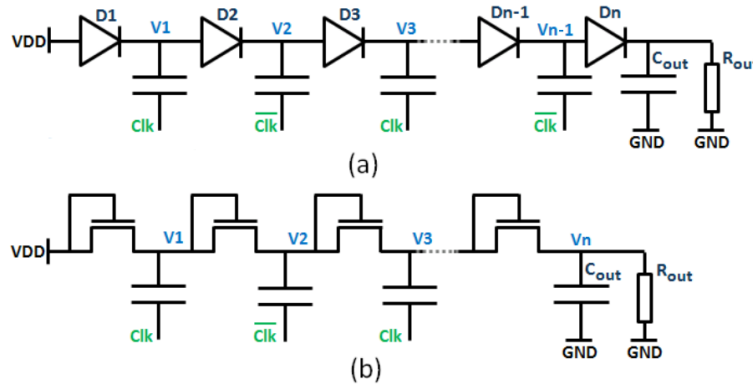 D1 D2 D3 Dn-1 Dn
VDD V1 V2 V3 Vn-1
Cout Rout
Clk Clk Clk Clk GND GND
(a)
VDD V1 V2 V3 Vn
Cout Rout
Clk Clk Clk GND GND
(b)